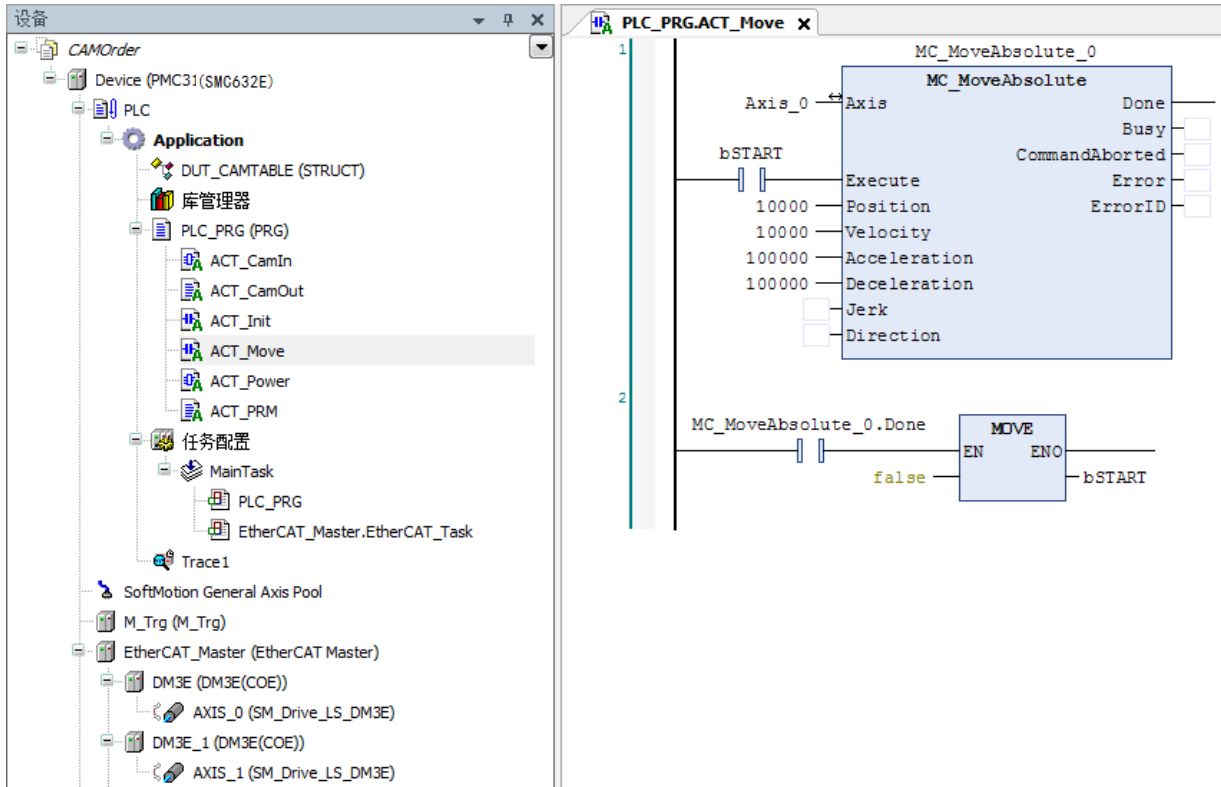 设备
CAMOrder
Device (PMC31(SMG632E)
PLC
Application
DUT_CAMTABLE (STRUCT)
库管理器
PLC_PRG (PRG)
ACT_CamIn
ACT_CamOut
ACT_Init
ACT_Move
ACT_Power
ACT_PRM
任务配置
MainTask
PLC_PRG
EtherCAT_Master.EtherCAT_Task
Trace1
SoftMotion General Axis Pool
M_Trg (M_Trg)
EtherCAT_Master (EtherCAT Master)
DM3E (DM3E(COE))
AXIS_0 (SM_Drive_LS_DM3E)
DM3E_1 (DM3E(COE))
AXIS_1 (SM_Drive_LS_DM3E)
PLC_PRG.ACT_Move
1
MC_MoveAbsolute_0
MC_MoveAbsolute
Axis_0 Axis Done
Busy
bSTART CommandAborted
Execute Error
10000 Position ErrorID
10000 Velocity
100000 Acceleration
100000 Deceleration
Jerk
Direction
2
MC_MoveAbsolute_0.Done MOVE
EN ENO
false bSTART